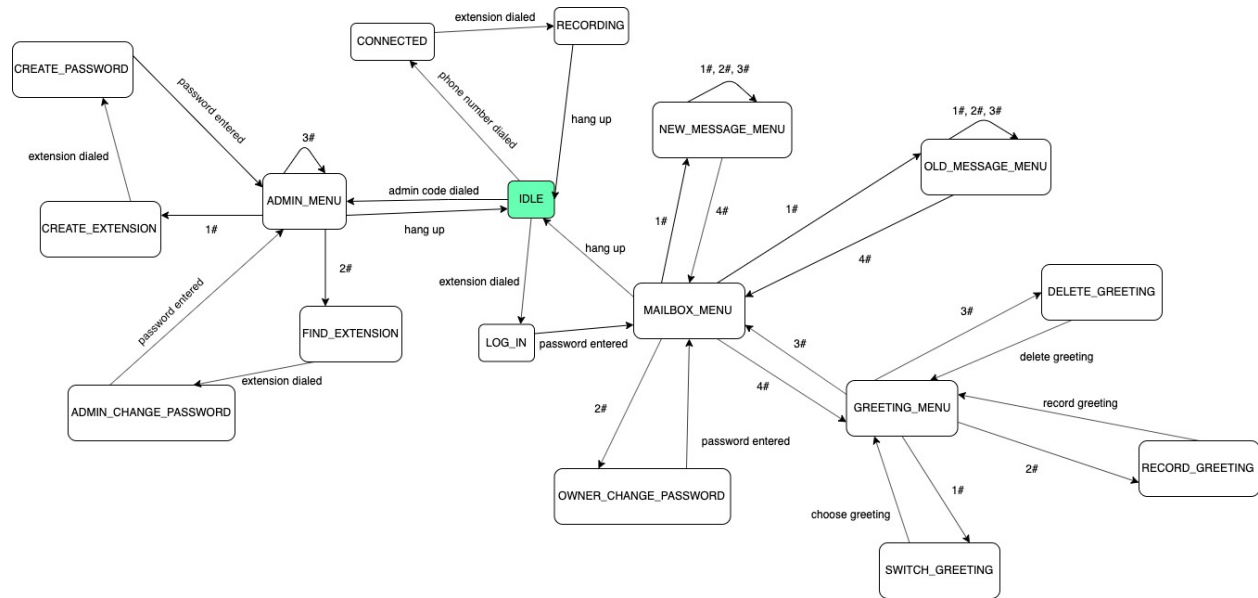 extension dialed
RECORDING
CONNECTED
CREATE_PASSWORD
password entered
phone number dialed
1#, 2#, 3#
hang up
NEW_MESSAGE_MENU
1#, 2#, 3#
OLD_MESSAGE_MENU
3#
extension dialed
ADMIN_MENU
admin code dialed
IDLE
CREATE_EXTENSION
1#
hang up
1#
4#
1#
hang up
4#
2#
extension dialed
password entered
MAILBOX_MENU
DELETE_GREETING
3#
FIND_EXTENSION
LOG_IN
password entered
3#
delete greeting
extension dialed
4#
ADMIN_CHANGE_PASSWORD
GREETING_MENU
record greeting
2#
password entered
RECORD_GREETING
2#
OWNER_CHANGE_PASSWORD
1#
choose greeting
SWITCH_GREETING